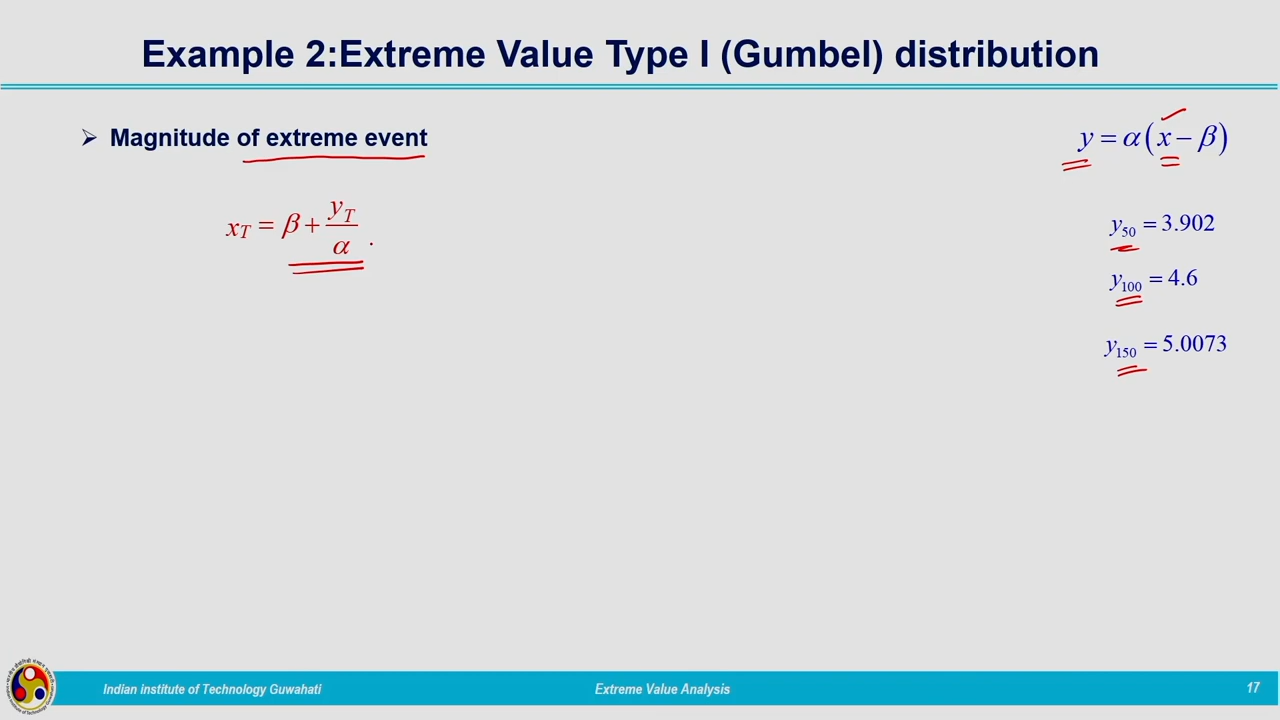 Example 2:Extreme Value Type I (Gumbel) distribution
➢ Magnitude of extreme event
y = α(x − β)
x_T = β + y_T/α
y_50 = 3.902
y_100 = 4.6
y_150 = 5.0073
Indian institute of Technology Guwahati
Extreme Value Analysis
17